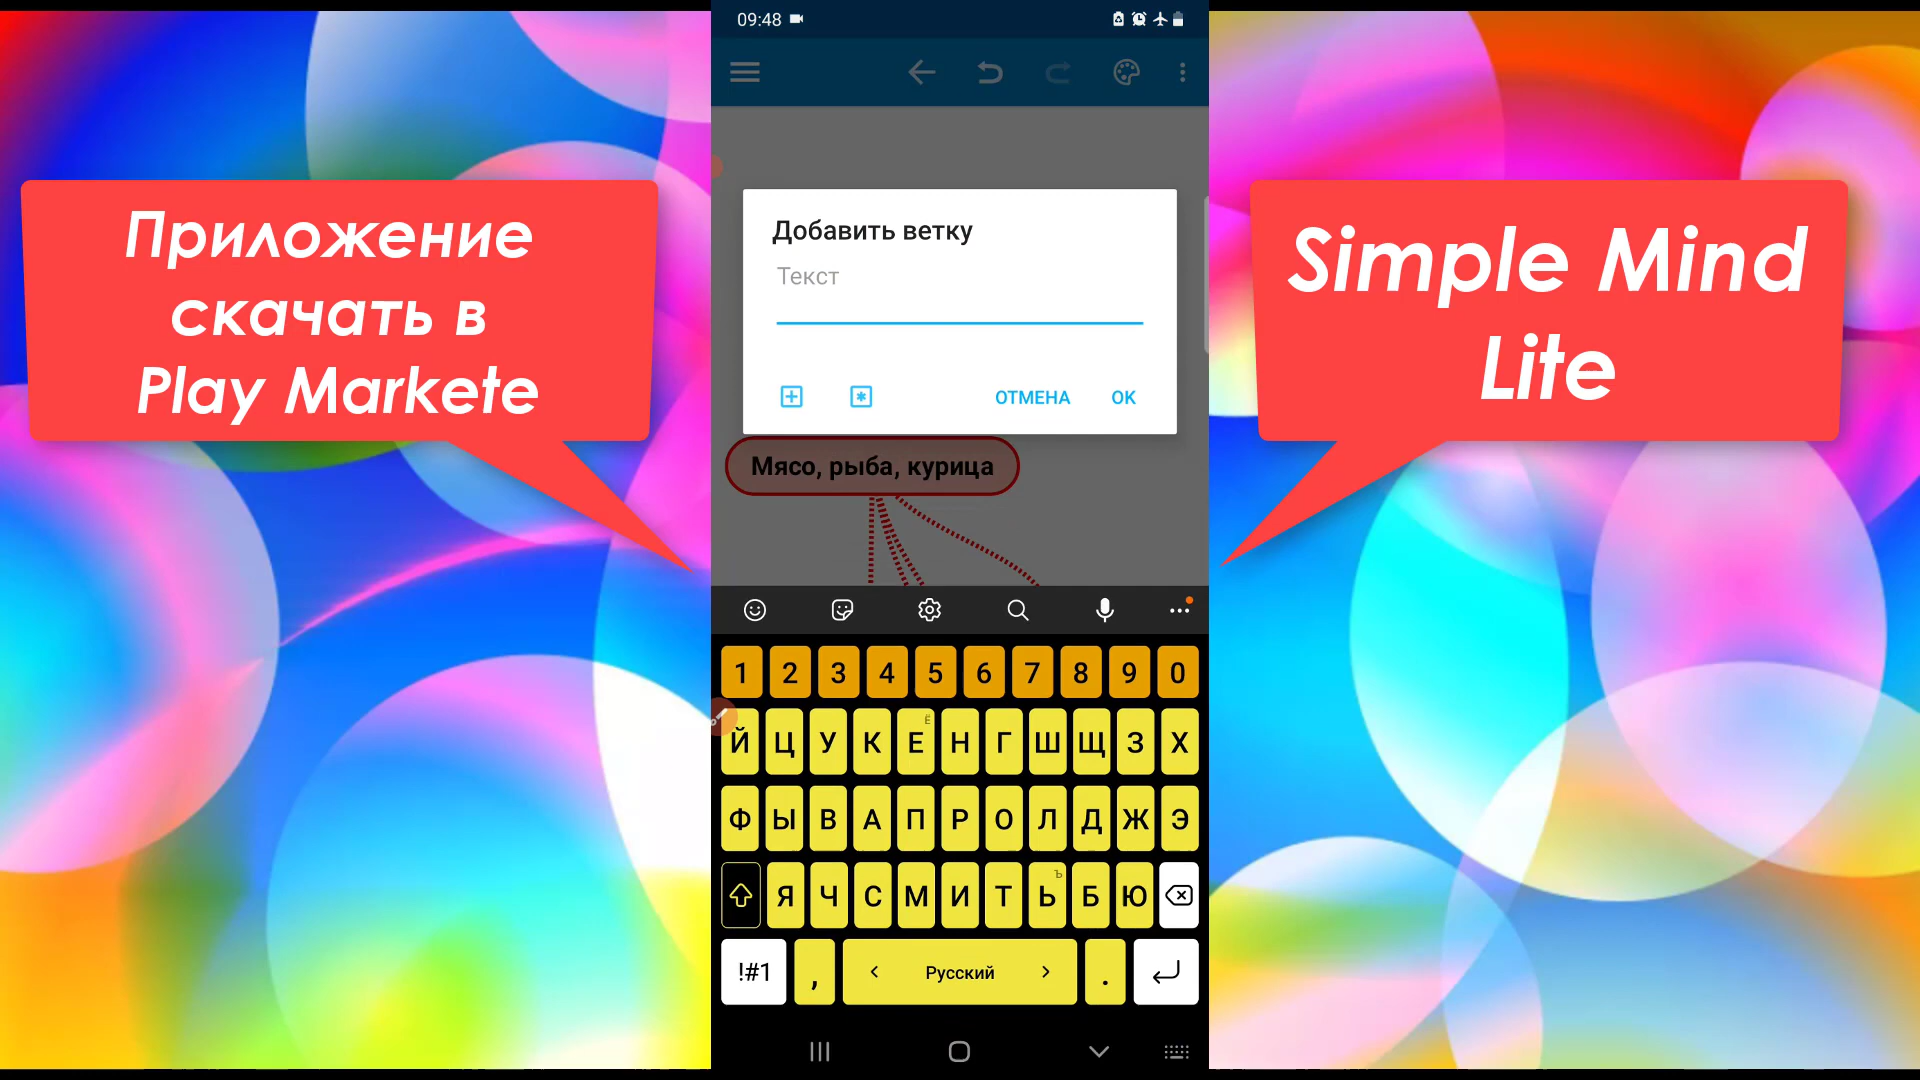 Приложение
скачать в
Play Markete
09:48
Добавить ветку
Текст
ОТМЕНА OK
Мясо, рыба, курица
1 2 3 4 5 6 7 8 9 0
Й Ц У К Е Ё Н Г Ш Щ З Х
Ф Ы В А П Р О Л Д Ж Э
Я Ч С М И Т Ь Ъ Б Ю
!#1 , < Русский > .
Simple Mind
Lite